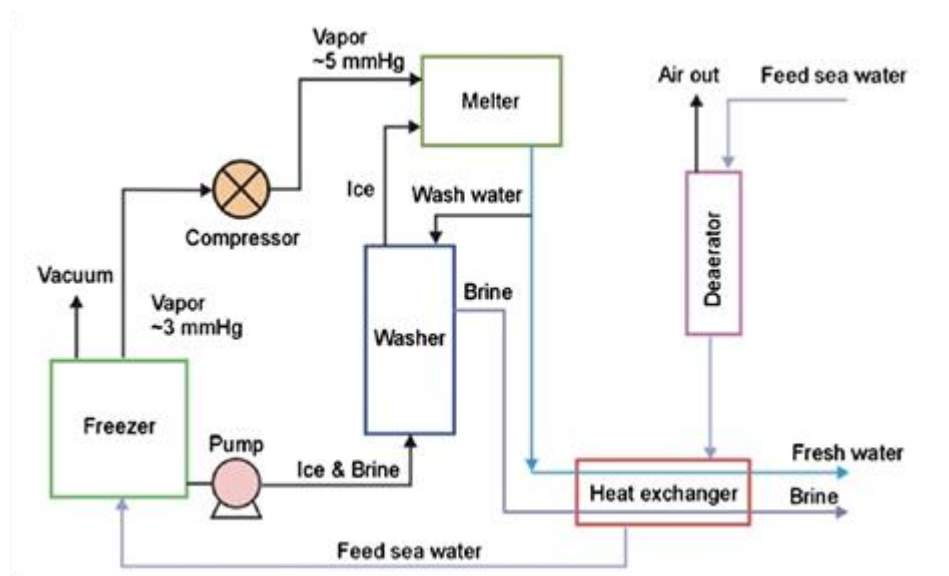 Vapor
~5 mmHg
Melter
Air out
Feed sea water
Ice
Wash water
Compressor
Deaerator
Vacuum
Vapor
~3 mmHg
Brine
Washer
Freezer
Pump
Ice & Brine
Fresh water
Heat exchanger
Brine
Feed sea water